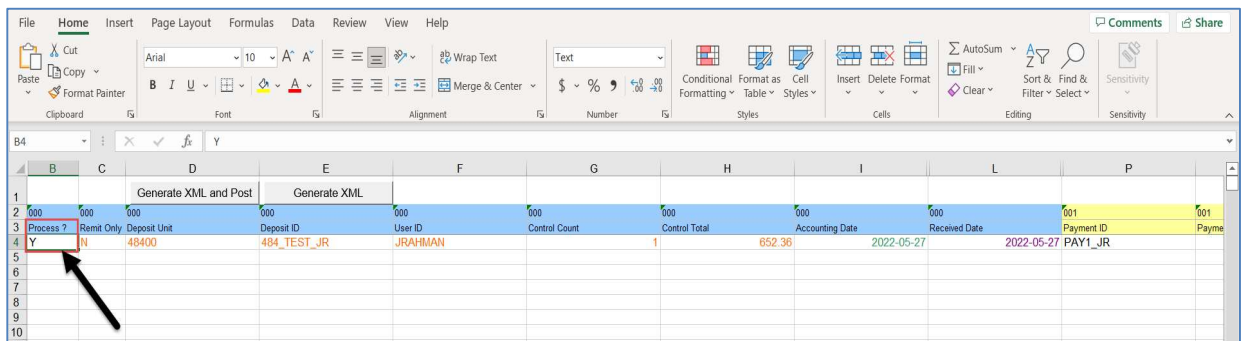 File Home Insert Page Layout Formulas Data Review View Help Comments Share
Cut
Copy
Format Painter
Paste
Clipboard
Arial 10 A^ A˅
B I U A
Font
Wrap Text
Merge & Center
Alignment
Text
$ % 9 .00 .0
Number
Conditional Formatting
Format as Table
Cell Styles
Styles
Insert Delete Format
Cells
AutoSum
Fill
Clear
Sort & Filter
Find & Select
Editing
Sensitivity
Sensitivity
B4 fx Y
B C D E F G H I L P
1 Generate XML and Post Generate XML
2 000 000 000 000 000 000 000 000 000 001 001
3 Process ? Remit Only Deposit Unit Deposit ID User ID Control Count Control Total Accounting Date Received Date Payment ID Payme
4 Y N 48400 484_TEST_JR JRAHMAN 1 652.36 2022-05-27 2022-05-27 PAY1_JR
5
6
7
8
9
10